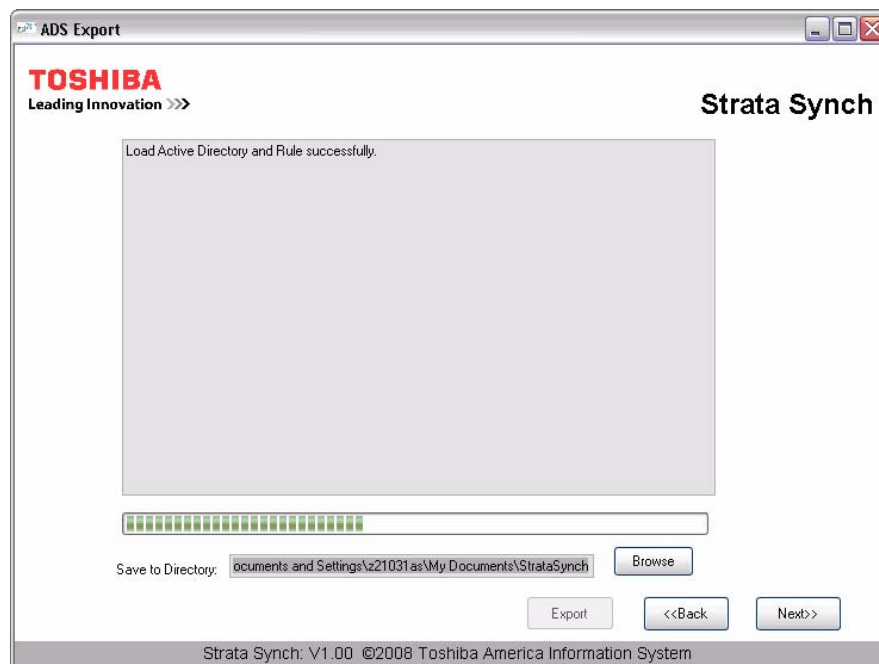 ADS Export
TOSHIBA
Leading Innovation >>>
Strata Synch
Load Active Directory and Rule successfully.
Save to Directory: ocuments and Settings\z21031as\My Documents\StrataSynch Browse
Export <<Back Next>>
Strata Synch: V1.00 ©2008 Toshiba America Information System